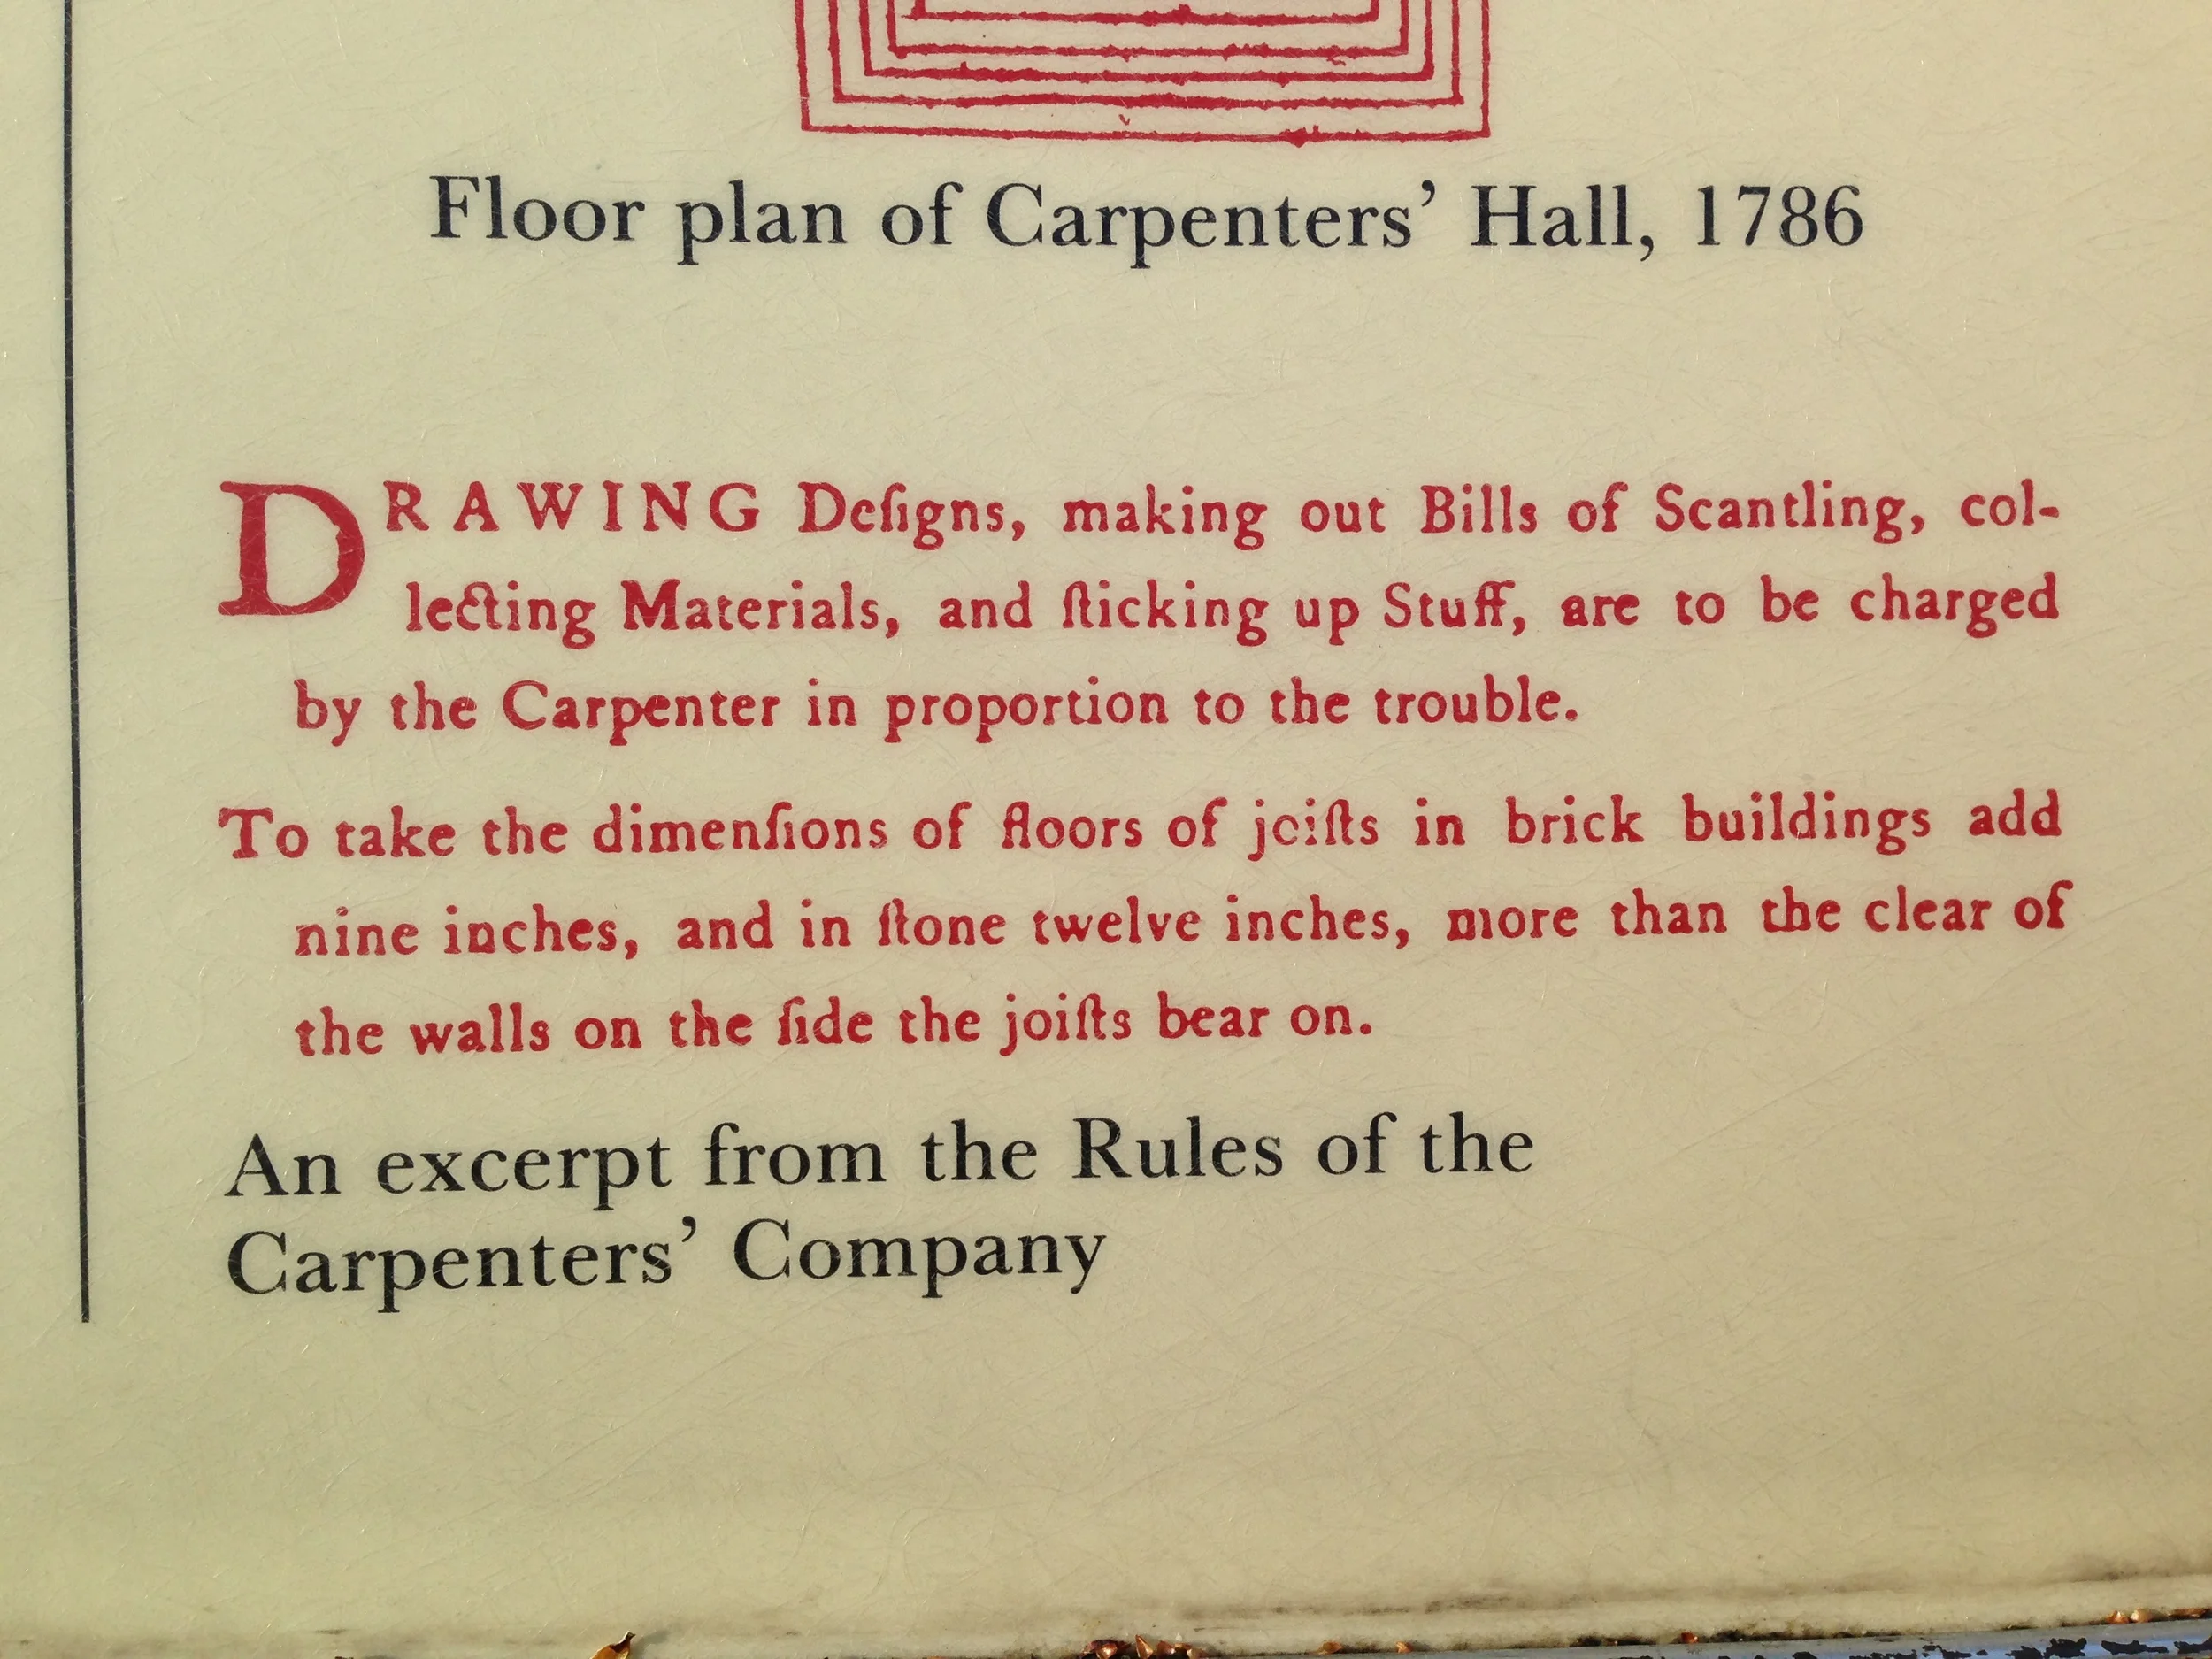 Floor plan of Carpenters’ Hall, 1786
DRAWING Deſigns, making out Bills of Scantling, col-
lecting Materials, and ſticking up Stuff, are to be charged
by the Carpenter in proportion to the trouble.
To take the dimenſions of floors of joiſts in brick buildings add
nine inches, and in ſtone twelve inches, more than the clear of
the walls on the ſide the joiſts bear on.
An excerpt from the Rules of the
Carpenters’ Company